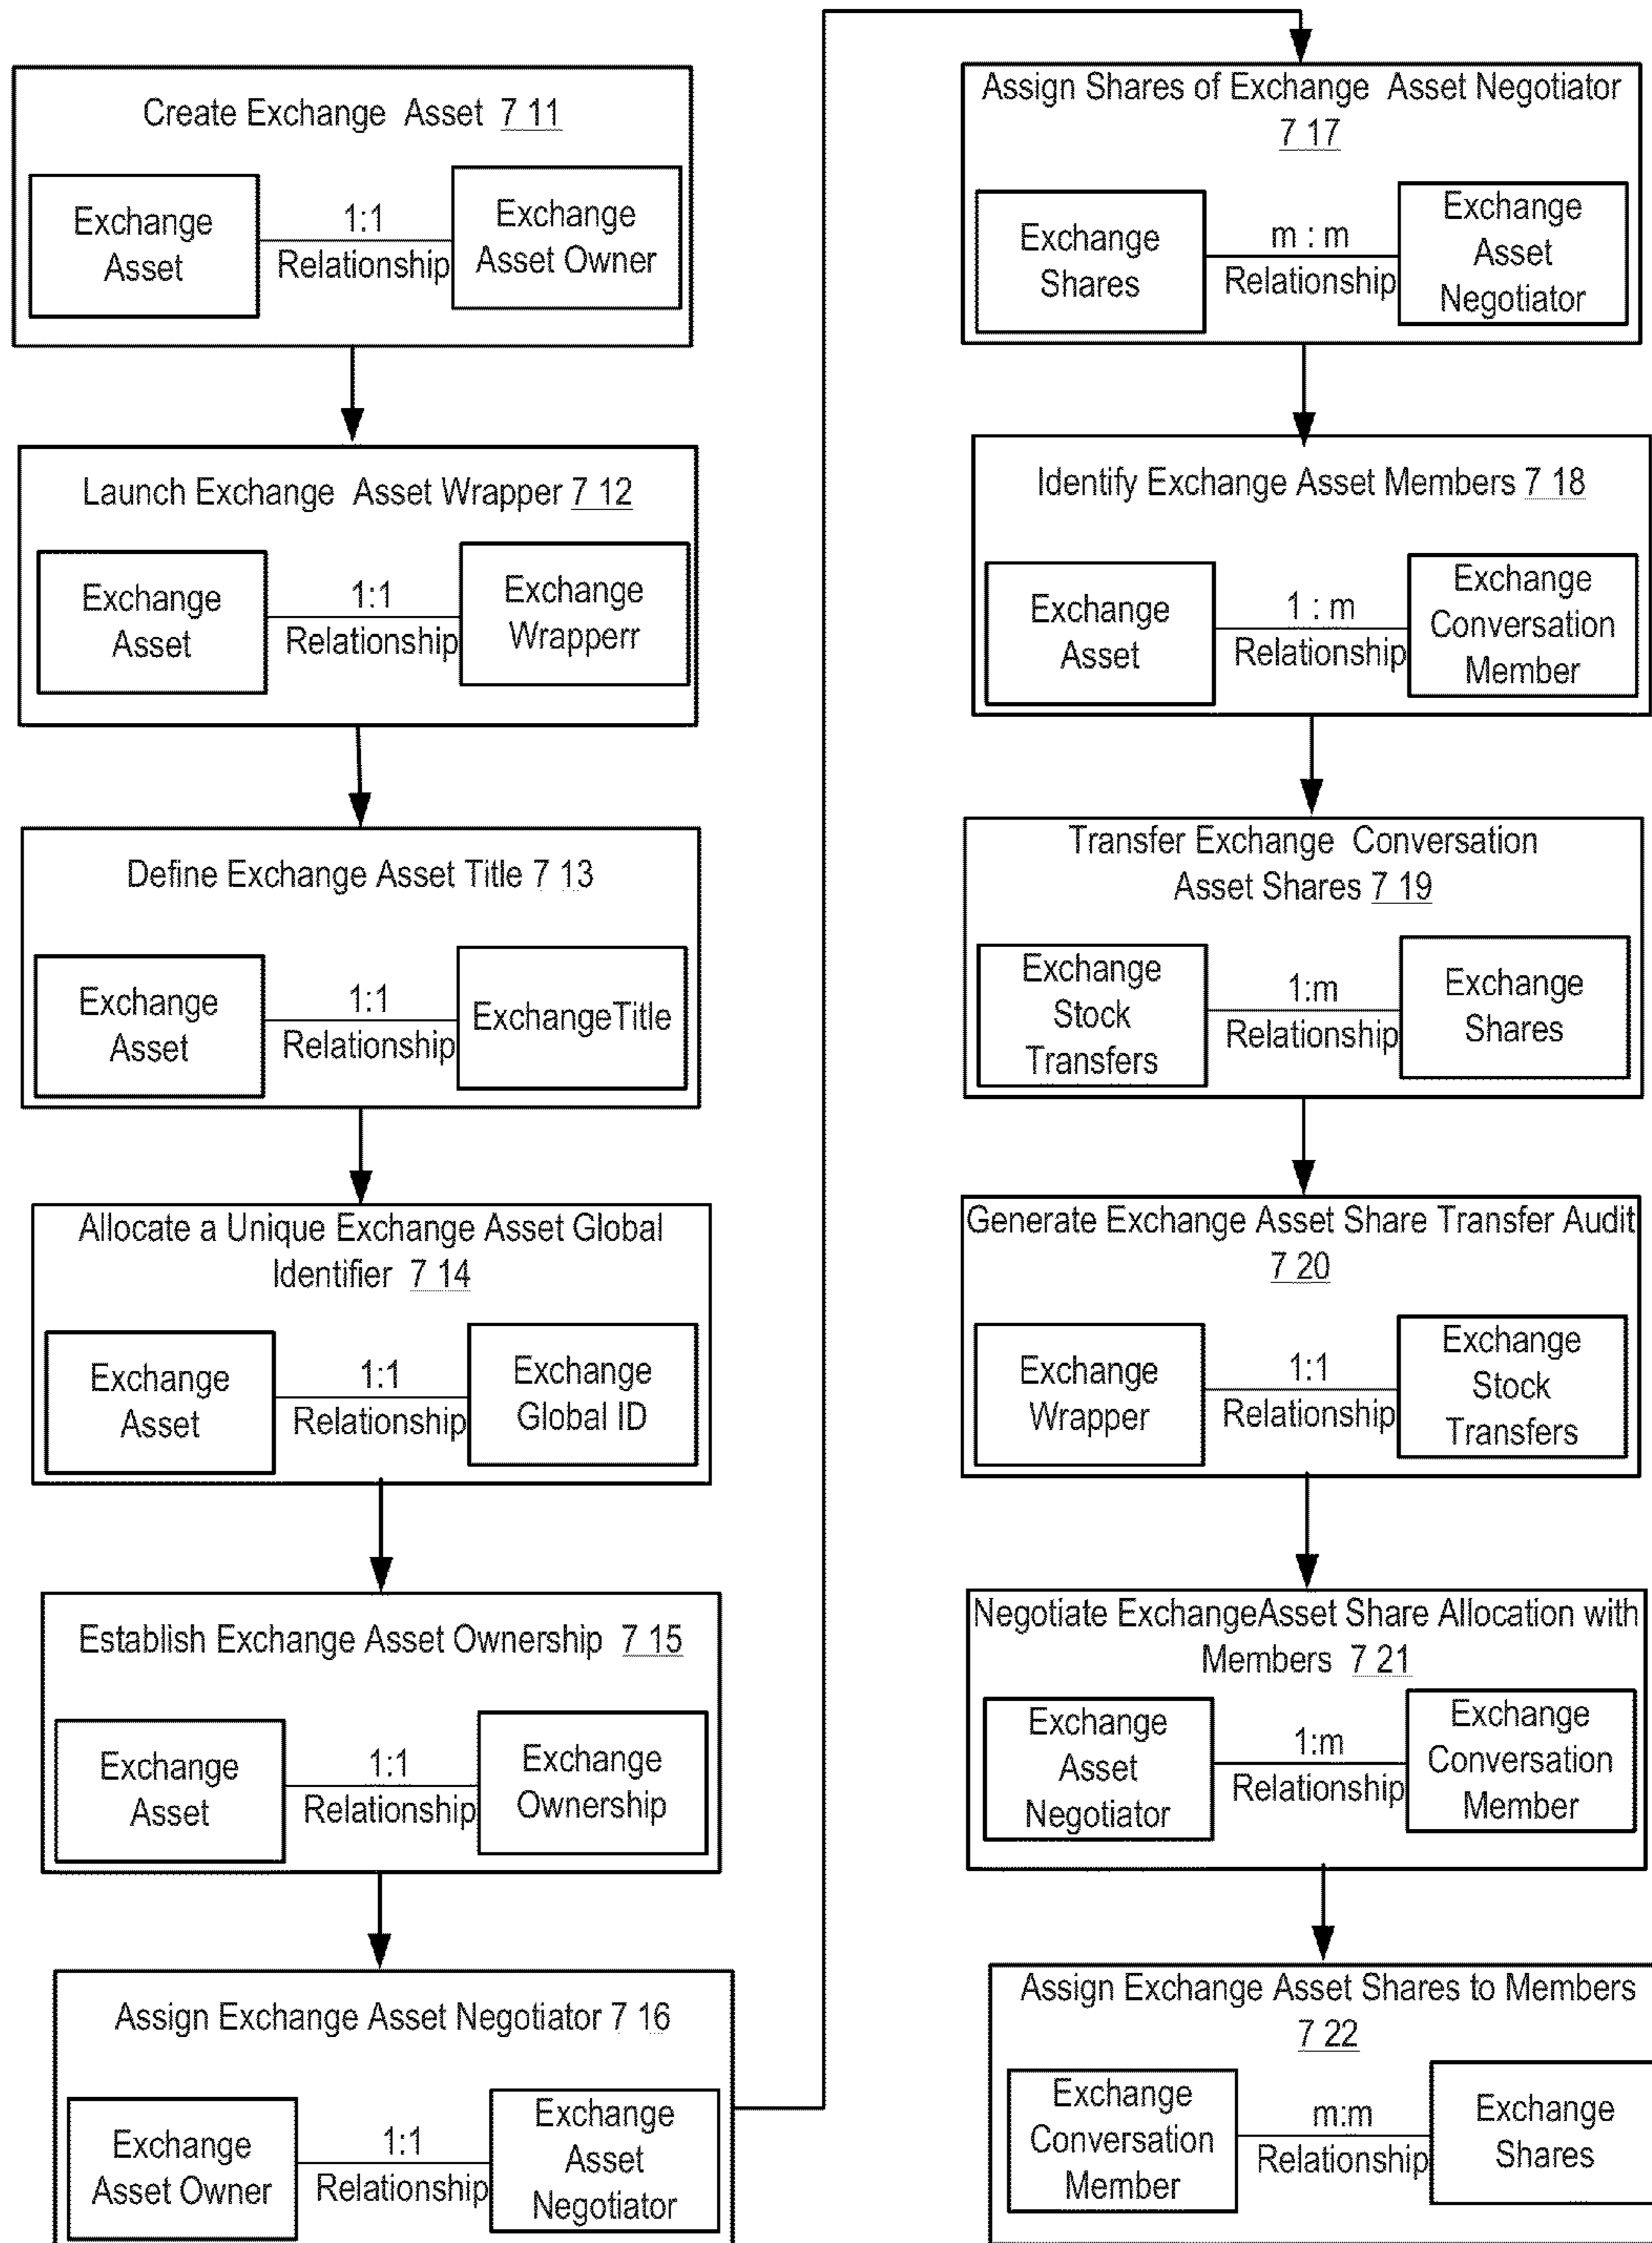 Create Exchange Asset 7 11
Exchange
Asset
1:1
Relationship
Exchange
Asset Owner
Launch Exchange Asset Wrapper 7 12
Exchange
Asset
1:1
Relationship
Exchange
Wrapperr
Define Exchange Asset Title 7 13
Exchange
Asset
1:1
Relationship
ExchangeTitle
Allocate a Unique Exchange Asset Global
Identifier 7 14
Exchange
Asset
1:1
Relationship
Exchange
Global ID
Establish Exchange Asset Ownership 7 15
Exchange
Asset
1:1
Relationship
Exchange
Ownership
Assign Exchange Asset Negotiator 7 16
Exchange
Asset Owner
1:1
Relationship
Exchange
Asset
Negotiator
Assign Shares of Exchange Asset Negotiator
7 17
Exchange
Shares
m : m
Relationship
Exchange
Asset
Negotiator
Identify Exchange Asset Members 7 18
Exchange
Asset
1 : m
Relationship
Exchange
Conversation
Member
Transfer Exchange Conversation
Asset Shares 7 19
Exchange
Stock
Transfers
1:m
Relationship
Exchange
Shares
Generate Exchange Asset Share Transfer Audit
7 20
Exchange
Wrapper
1:1
Relationship
Exchange
Stock
Transfers
Negotiate ExchangeAsset Share Allocation with
Members 7 21
Exchange
Asset
Negotiator
1:m
Relationship
Exchange
Conversation
Member
Assign Exchange Asset Shares to Members
7 22
Exchange
Conversation
Member
m:m
Relationship
Exchange
Shares